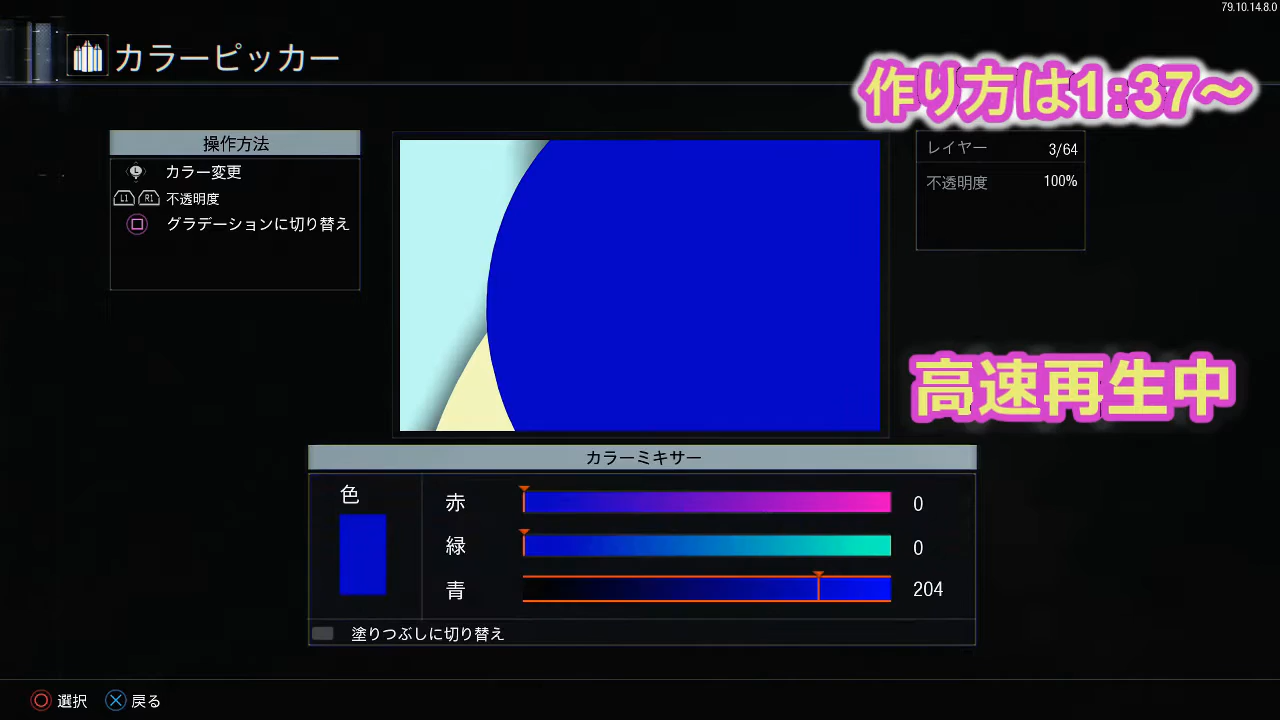 79.10.14.8.0
カラーピッカー
作り方は1:37～
操作方法
L カラー変更
L1 R1 不透明度
グラデーションに切り替え
レイヤー 3/64
不透明度 100%
高速再生中
カラーミキサー
色
赤 0
緑 0
青 204
塗りつぶしに切り替え
選択 戻る